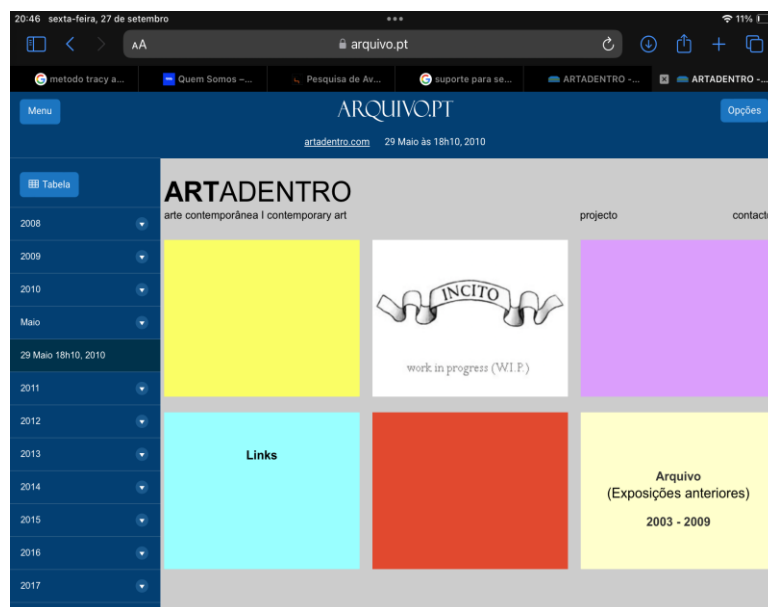 20:46 sexta-feira, 27 de setembro
11%
AA
arquivo.pt
metodo tracy a...
Quem Somos –...
Pesquisa de Av...
suporte para se...
ARTADENTRO -...
ARTADENTRO -...
Menu
ARQUIVO.PT
Opções
artadentro.com 29 Maio às 18h10, 2010
Tabela
2008
2009
2010
Maio
29 Maio 18h10, 2010
2011
2012
2013
2014
2015
2016
2017
ARTADENTRO
arte contemporânea I contemporary art
projecto
contact
INCITO
work in progress (W.I.P.)
Links
Arquivo
(Exposições anteriores)
2003 - 2009